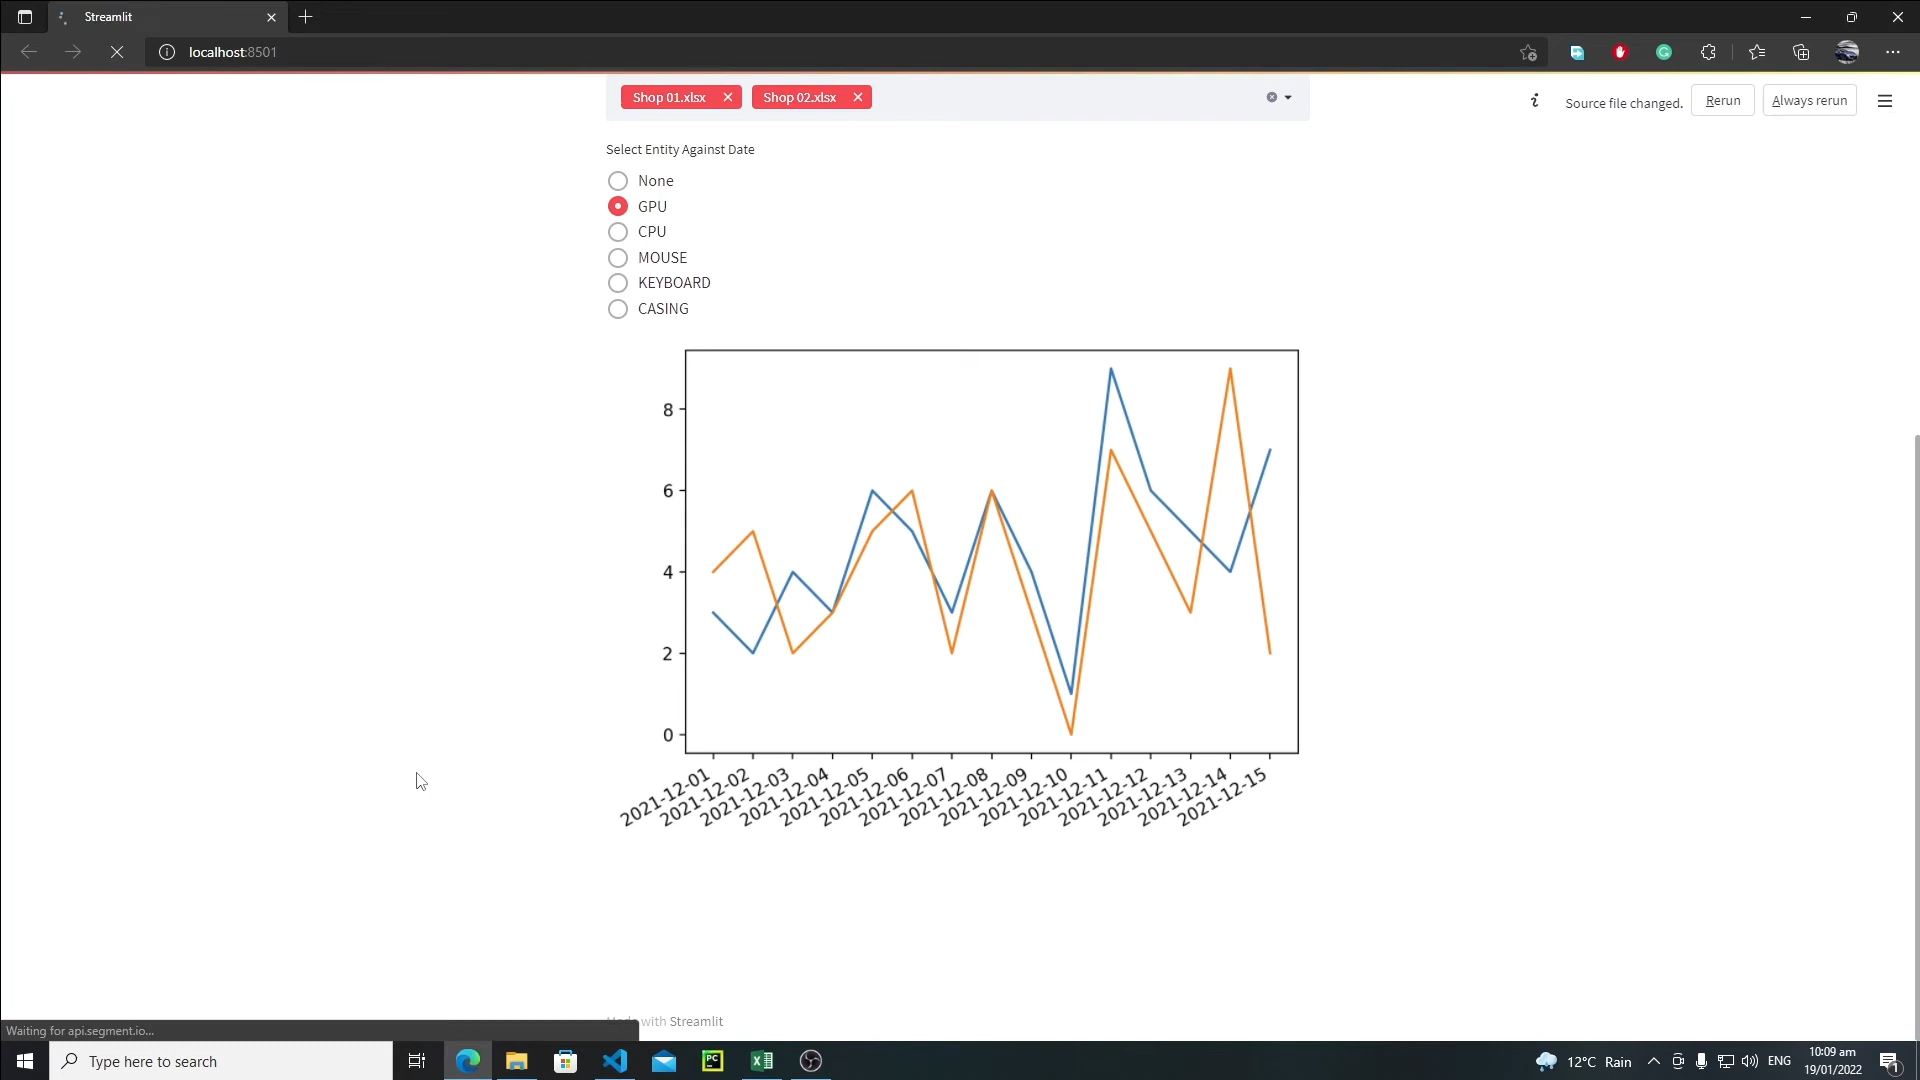 Streamlit
localhost:8501
Shop 01.xlsx
Shop 02.xlsx
Source file changed.
Rerun
Always rerun
Select Entity Against Date
None
GPU
CPU
MOUSE
KEYBOARD
CASING
8
6
4
2
0
2021-12-01
2021-12-02
2021-12-03
2021-12-04
2021-12-05
2021-12-06
2021-12-07
2021-12-08
2021-12-09
2021-12-10
2021-12-11
2021-12-12
2021-12-13
2021-12-14
2021-12-15
Made with Streamlit
Waiting for api.segment.io...
Type here to search
PC
12°C Rain
ENG
10:09 am
19/01/2022
1